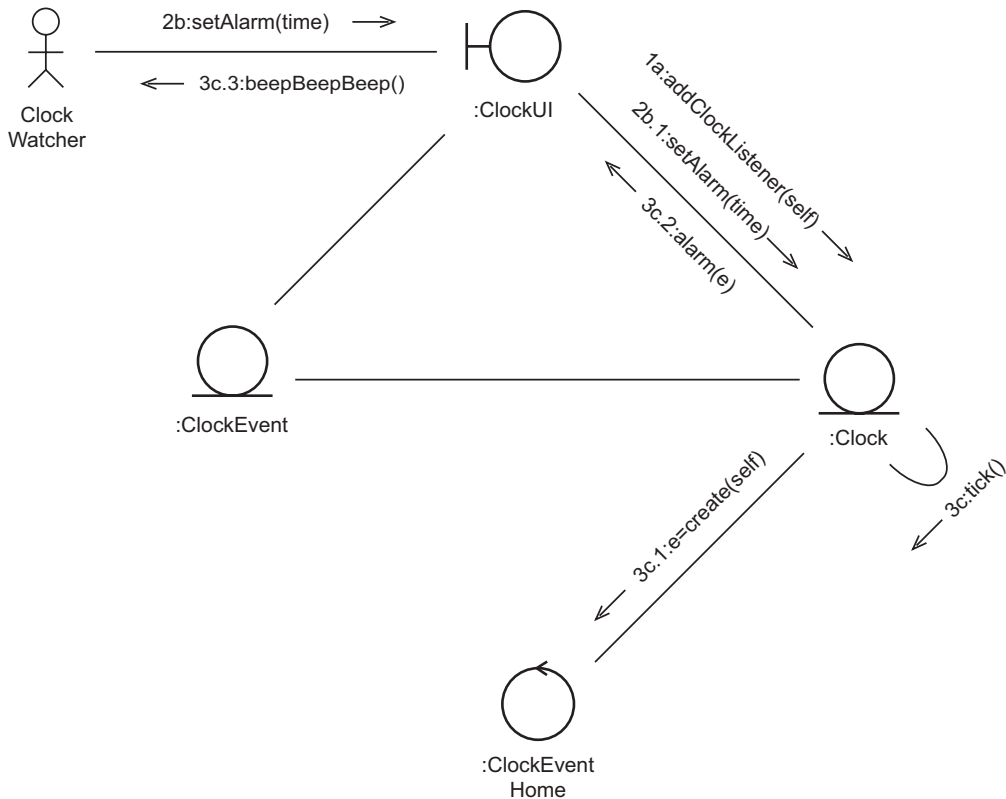 2b:setAlarm(time)
3c.3:beepBeepBeep()
Clock
Watcher
:ClockUI
1a:addClockListener(self)
2b.1:setAlarm(time)
3c.2:alarm(e)
:ClockEvent
:Clock
3c:tick()
3c.1:e=create(self)
:ClockEvent
Home